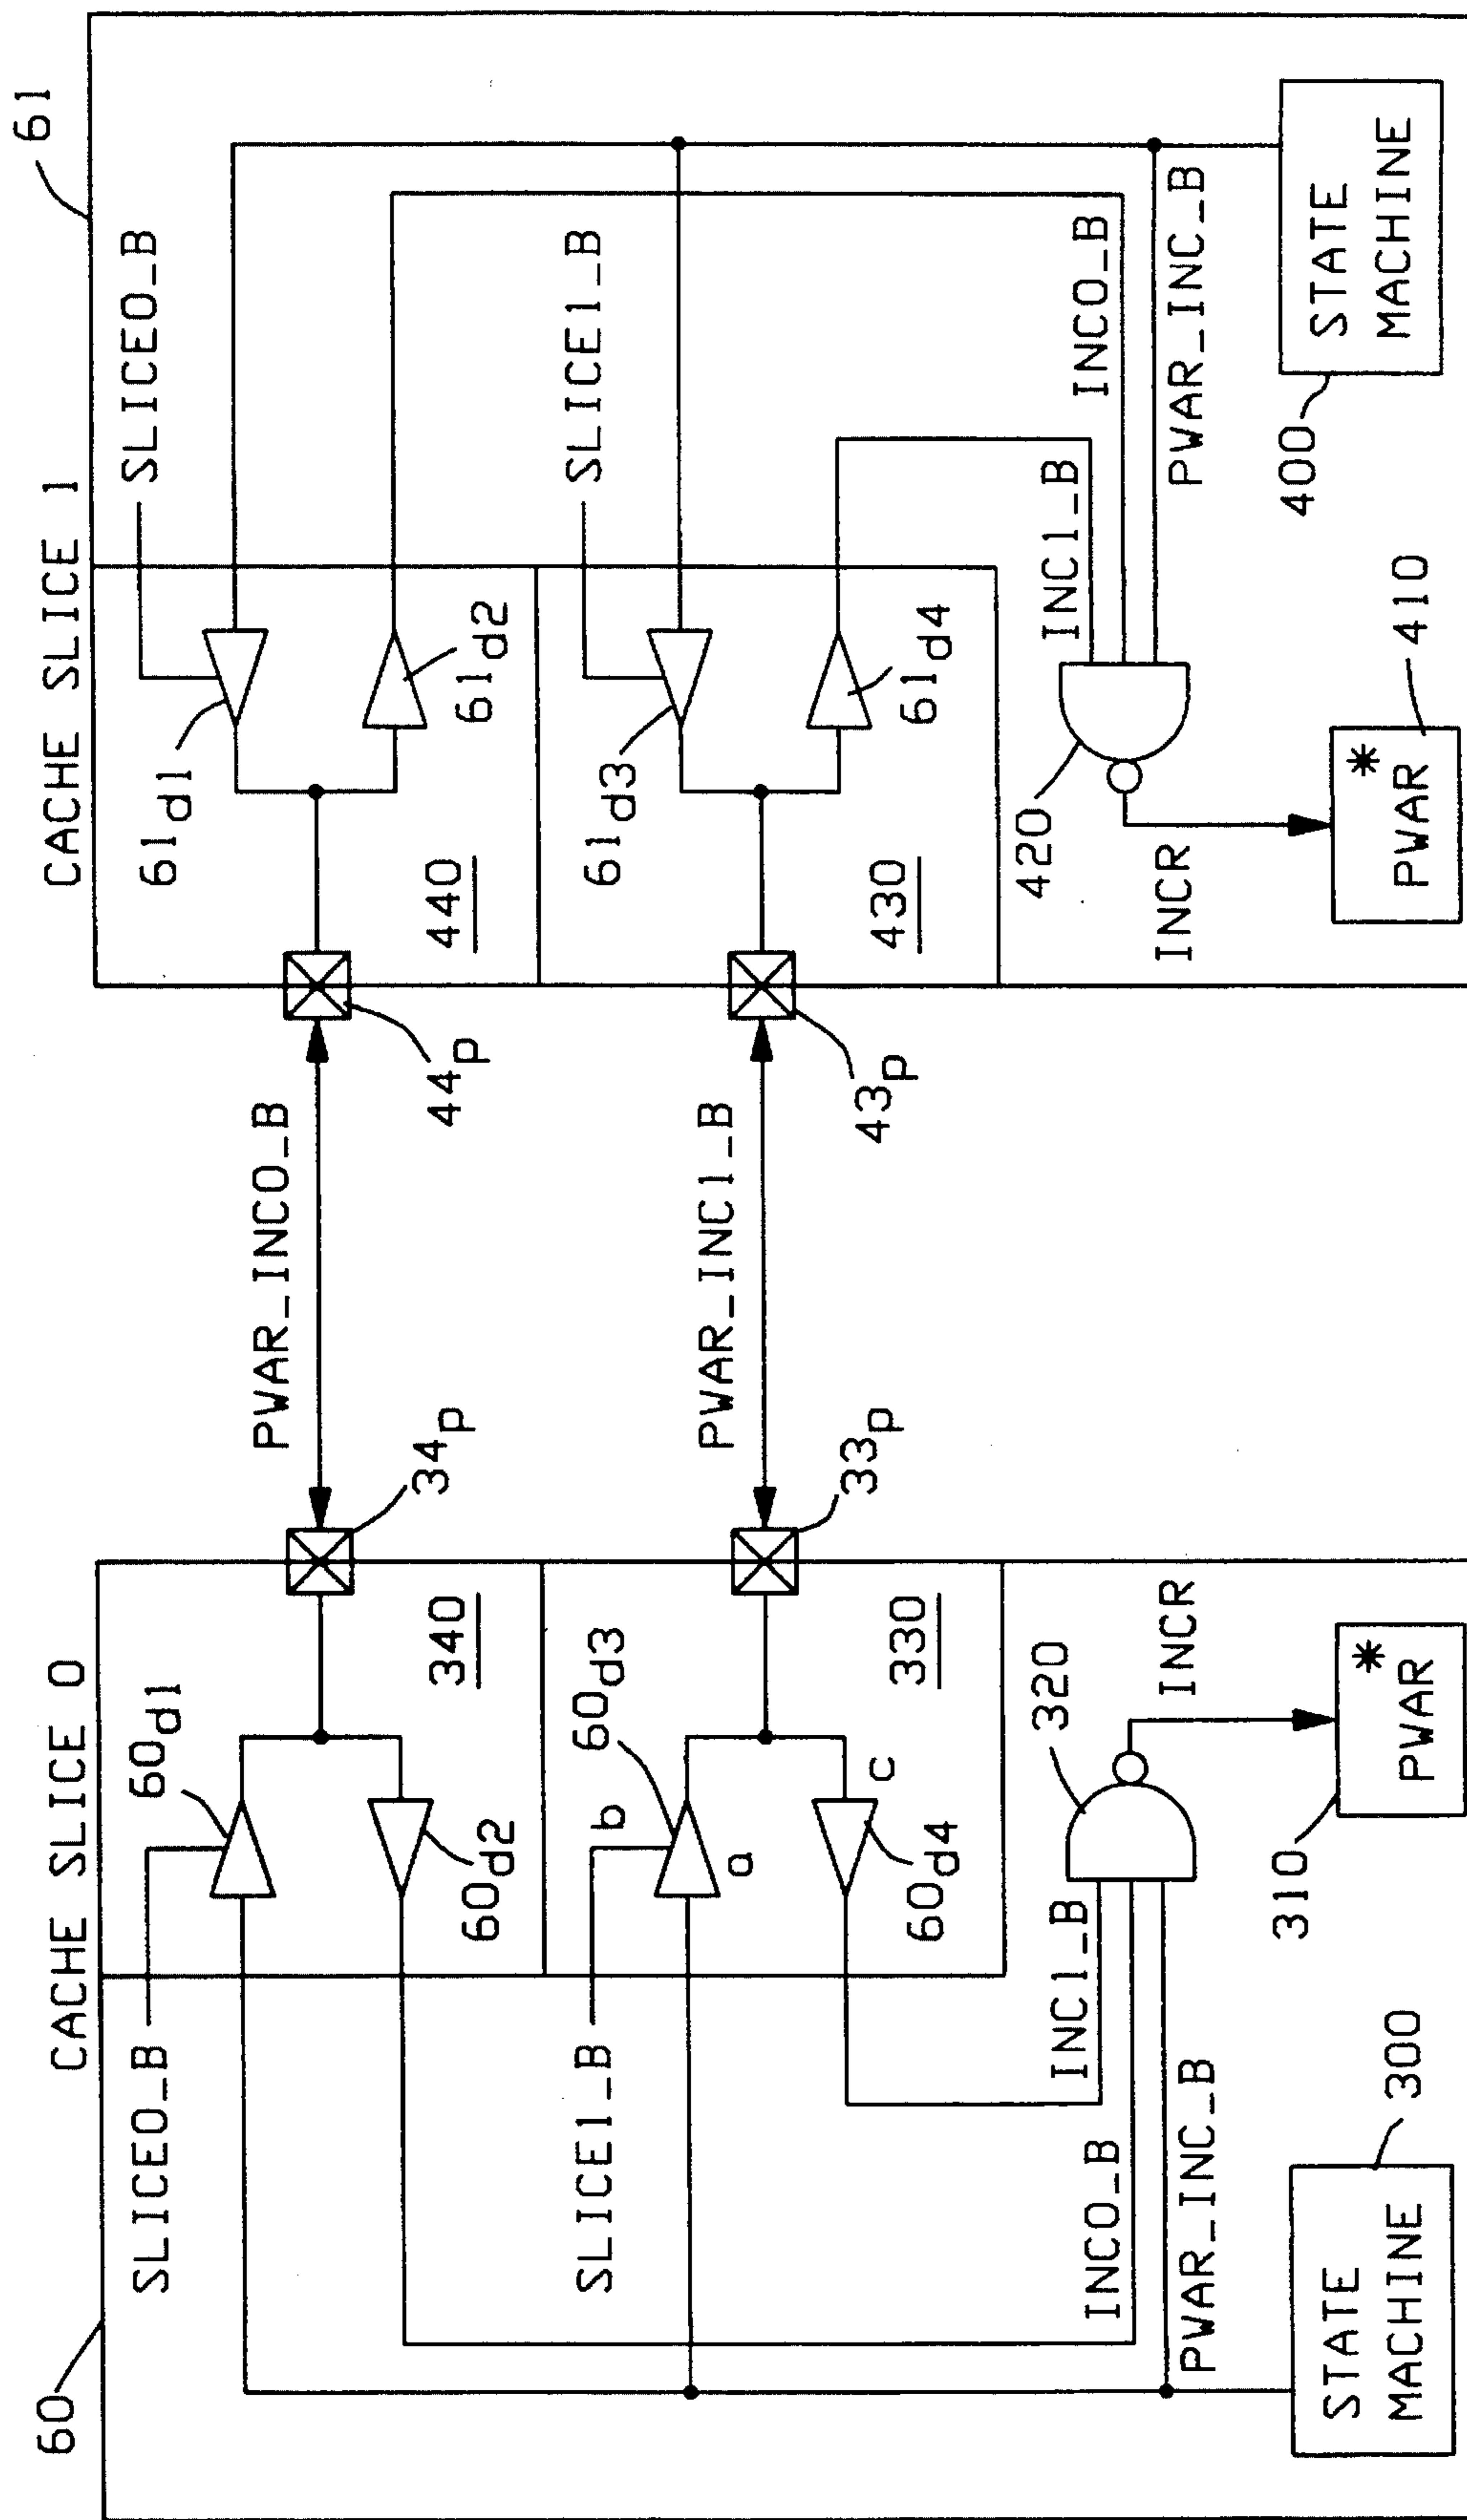 60
CACHE SLICE 0
SLICE0_B
60d1
60d2
340
34p
PWAR_INC0_B
SLICE1_B
b
a
c
60d3
60d4
330
33p
PWAR_INC1_B
INC1_B
INC0_B
PWAR_INC_B
320
INCR
STATE
MACHINE
300
310
*
PWAR
CACHE SLICE 1
61
44p
440
61d1
61d2
SLICE0_B
43p
430
61d3
61d4
SLICE1_B
INC1_B
INC0_B
PWAR_INC_B
420
INCR
*
PWAR
410
400
STATE
MACHINE